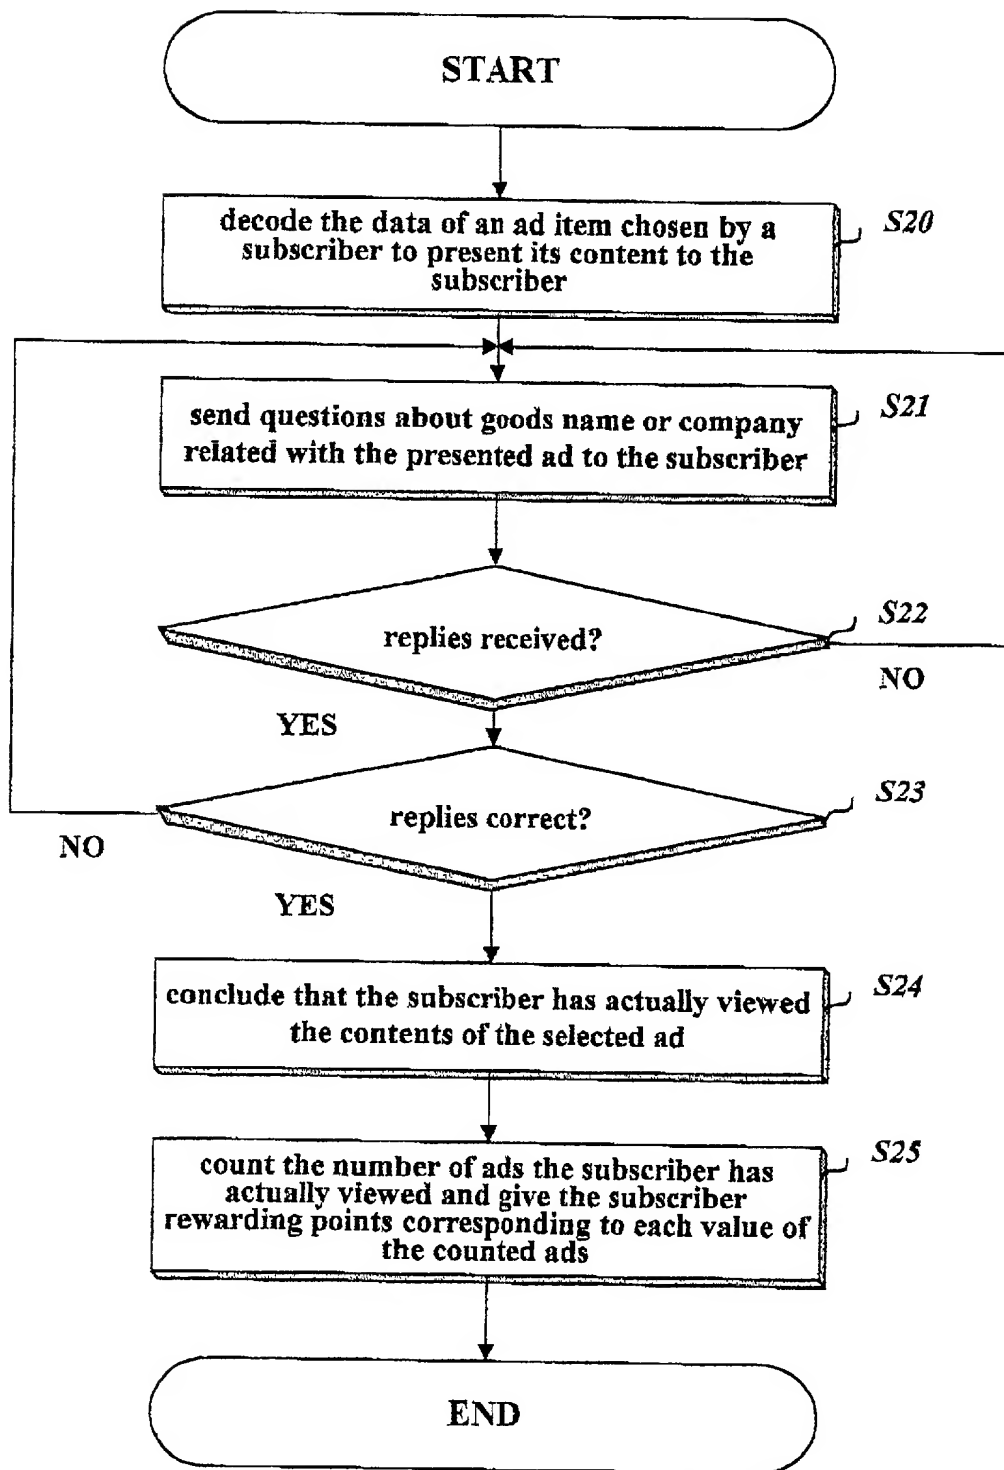 START
decode the data of an ad item chosen by a
subscriber to present its content to the
subscriber
S20
send questions about goods name or company
related with the presented ad to the subscriber
S21
replies received?
S22
NO
YES
replies correct?
S23
NO
YES
conclude that the subscriber has actually viewed
the contents of the selected ad
S24
count the number of ads the subscriber has
actually viewed and give the subscriber
rewarding points corresponding to each value of
the counted ads
S25
END